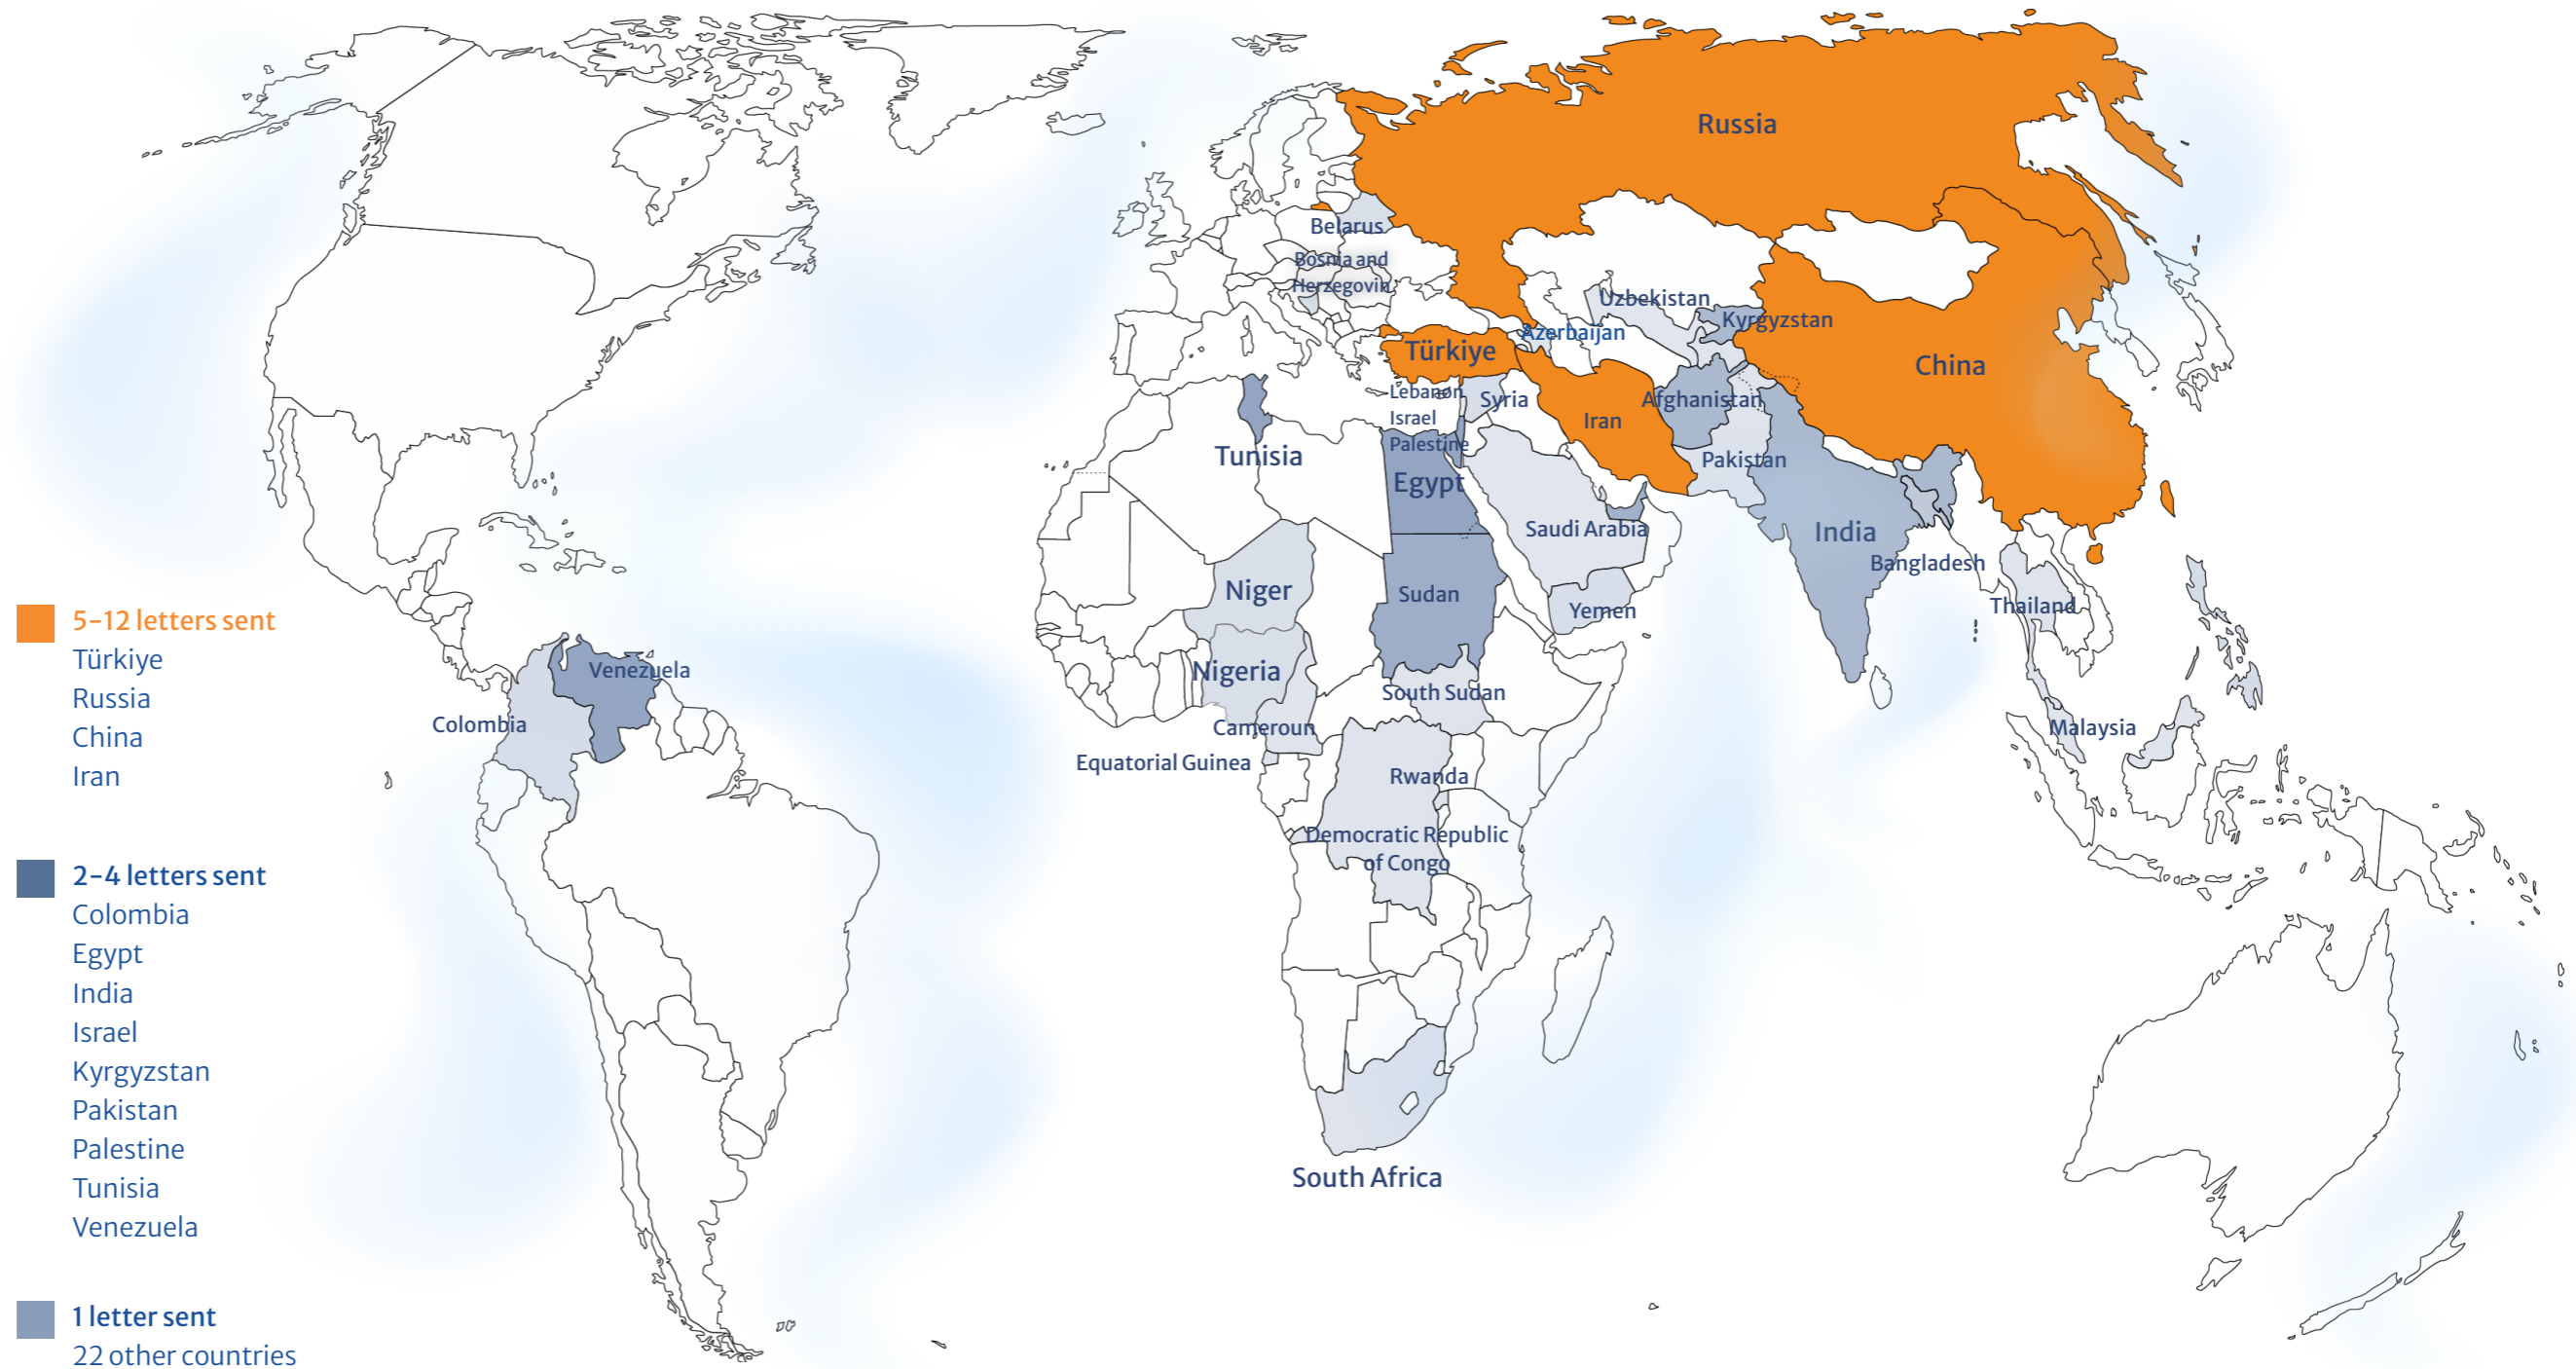 Russia
Belarus
Bosnia and
Herzegovin
Uzbekistan
Kyrgyzstan
Azerbaijan
Türkiye
China
Lebanon
Syria
Afghanistan
Israel
Iran
Palestine
Tunisia
Pakistan
Egypt
Saudi Arabia
India
Bangladesh
Niger
Sudan
Yemen
Thailand
Venezuela
Nigeria
South Sudan
Colombia
Cameroun
Malaysia
Equatorial Guinea
Rwanda
Democratic Republic
of Congo
South Africa
5–12 letters sent
Türkiye
Russia
China
Iran
2–4 letters sent
Colombia
Egypt
India
Israel
Kyrgyzstan
Pakistan
Palestine
Tunisia
Venezuela
1 letter sent
22 other countries